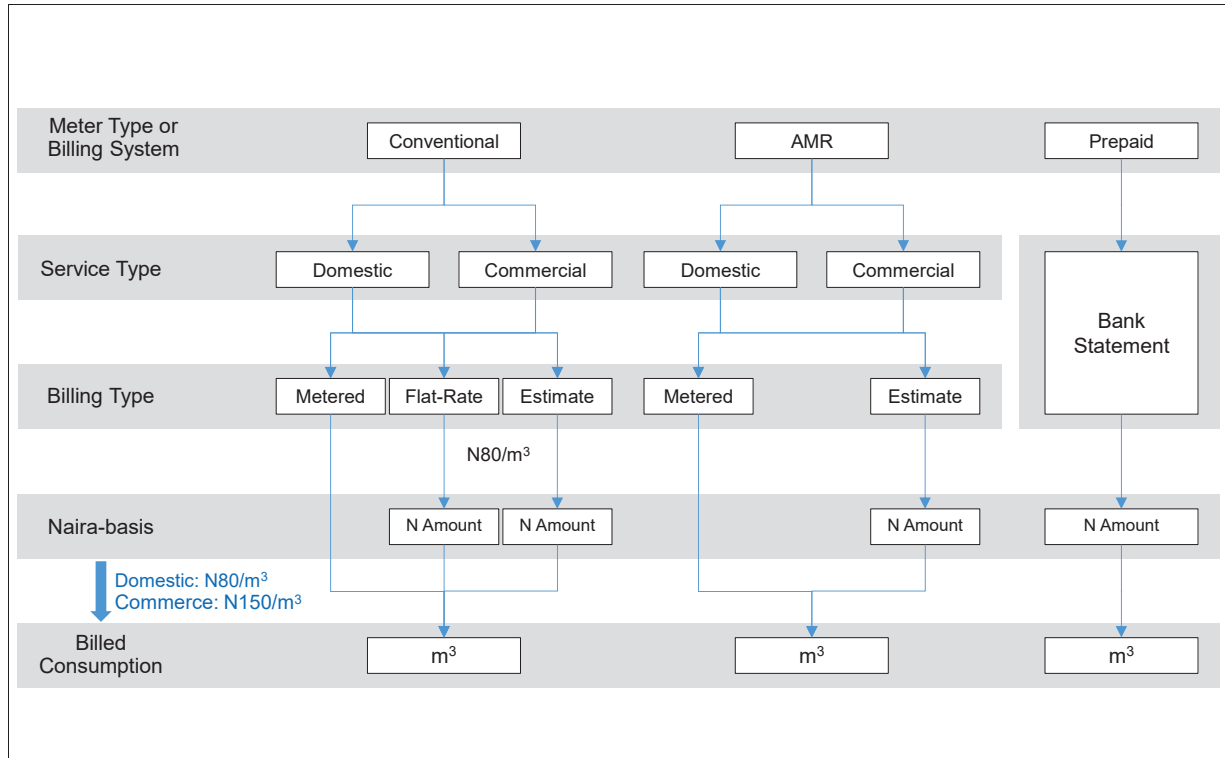 Meter Type or
Billing System
Conventional
AMR
Prepaid
Service Type
Domestic
Commercial
Domestic
Commercial
Bank
Statement
Billing Type
Metered
Flat-Rate
Estimate
Metered
Estimate
N80/m³
Naira-basis
N Amount
N Amount
N Amount
N Amount
Domestic: N80/m³
Commerce: N150/m³
Billed
Consumption
m³
m³
m³